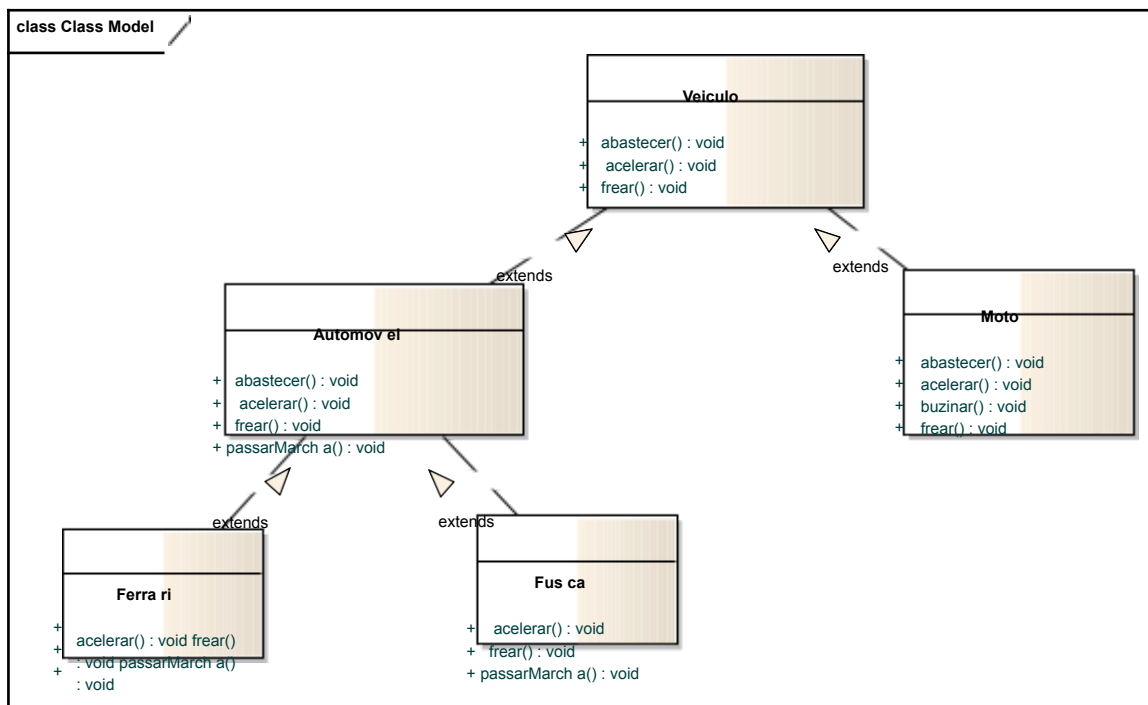 class Class Model
Veiculo
+ abastecer() : void
+ acelerar() : void
+ frear() : void
extends
extends
Automov el
+ abastecer() : void
+ acelerar() : void
+ frear() : void
+ passarMarch a() : void
Moto
+ abastecer() : void
+ acelerar() : void
+ buzinar() : void
+ frear() : void
extends
extends
Ferra ri
+
+ acelerar() : void frear()
+ : void passarMarch a()
: void
Fus ca
+ acelerar() : void
+ frear() : void
+ passarMarch a() : void